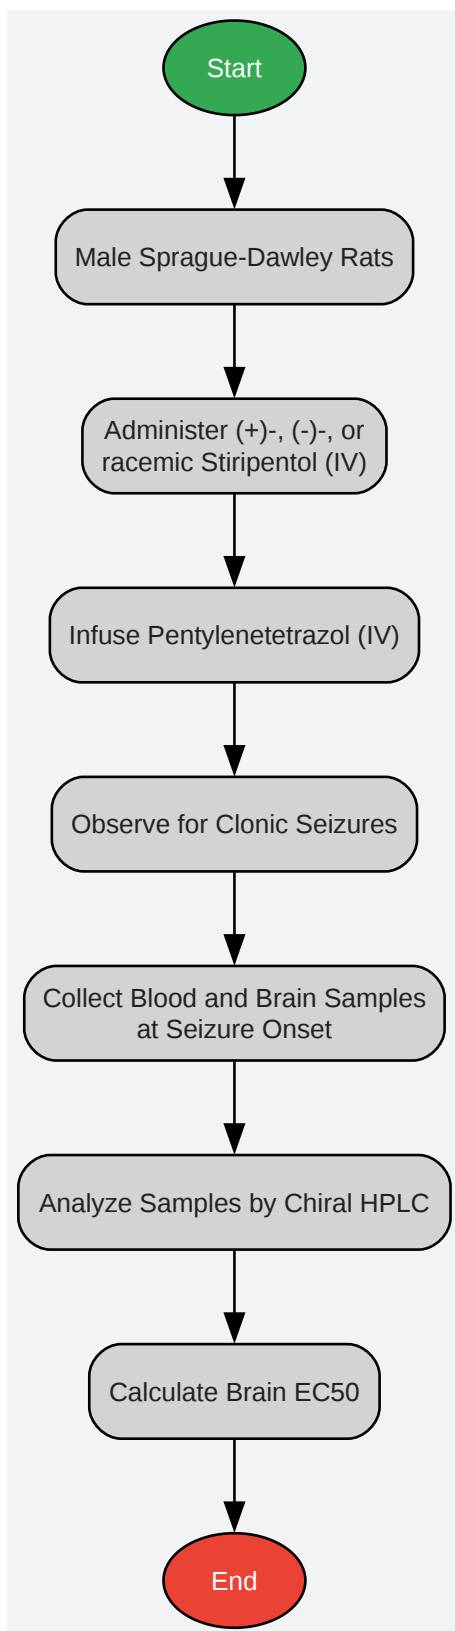 Start
Male Sprague-Dawley Rats
Administer (+)-, (-)-, or
racemic Stiripentol (IV)
Infuse Pentylenetetrazol (IV)
Observe for Clonic Seizures
Collect Blood and Brain Samples
at Seizure Onset
Analyze Samples by Chiral HPLC
Calculate Brain EC50
End